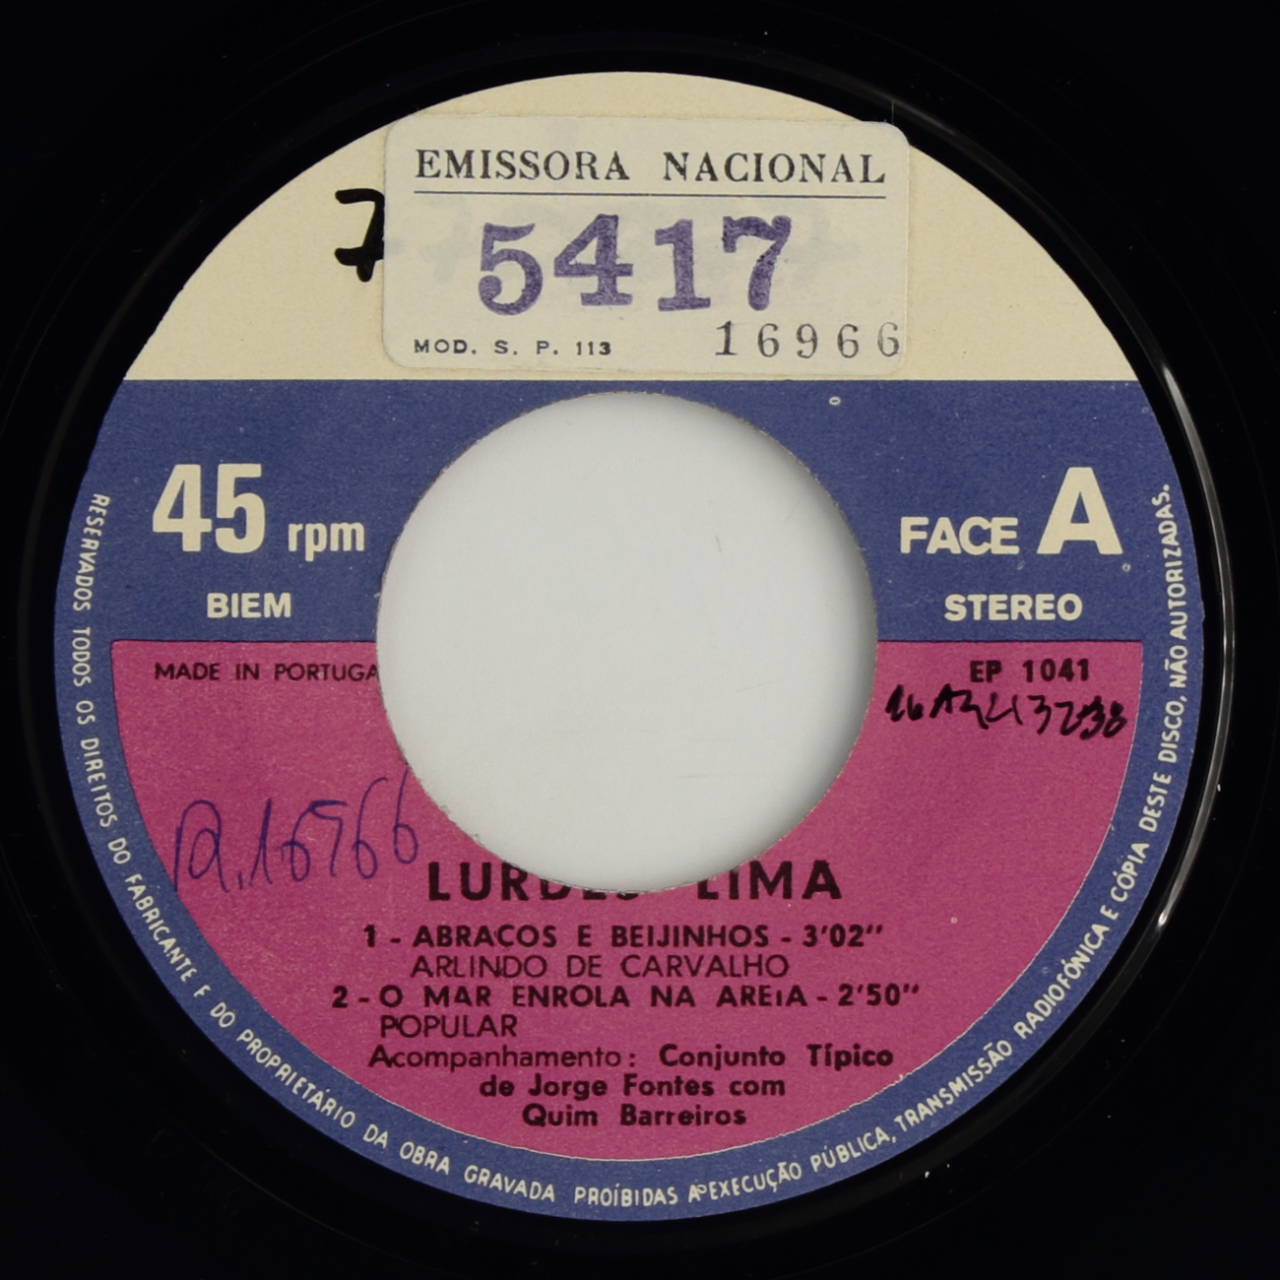 EMISSORA NACIONAL
7
5417
MOD. S. P. 113 16966
45 rpm
FACE A
BIEM
STEREO
MADE IN PORTUGA
EP 1041
R.16966
LURDES LIMA
1 - ABRAÇOS E BEIJINHOS - 3'02"
ARLINDO DE CARVALHO
2 - O MAR ENROLA NA AREIA - 2'50"
POPULAR
Acompanhamento: Conjunto Típico
de Jorge Fontes com
Quim Barreiros
RESERVADOS TODOS OS DIREITOS DO FABRICANTE E DO PROPRIETÁRIO DA OBRA GRAVADA PROÍBIDAS A EXECUÇÃO PÚBLICA, TRANSMISSÃO RADIOFÓNICA E CÓPIA DESTE DISCO, NÃO AUTORIZADAS.